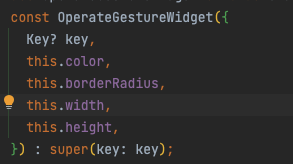 const OperateGestureWidget({
Key? key,
this.color,
this.borderRadius,
this.width,
this.height,
}) : super(key: key);